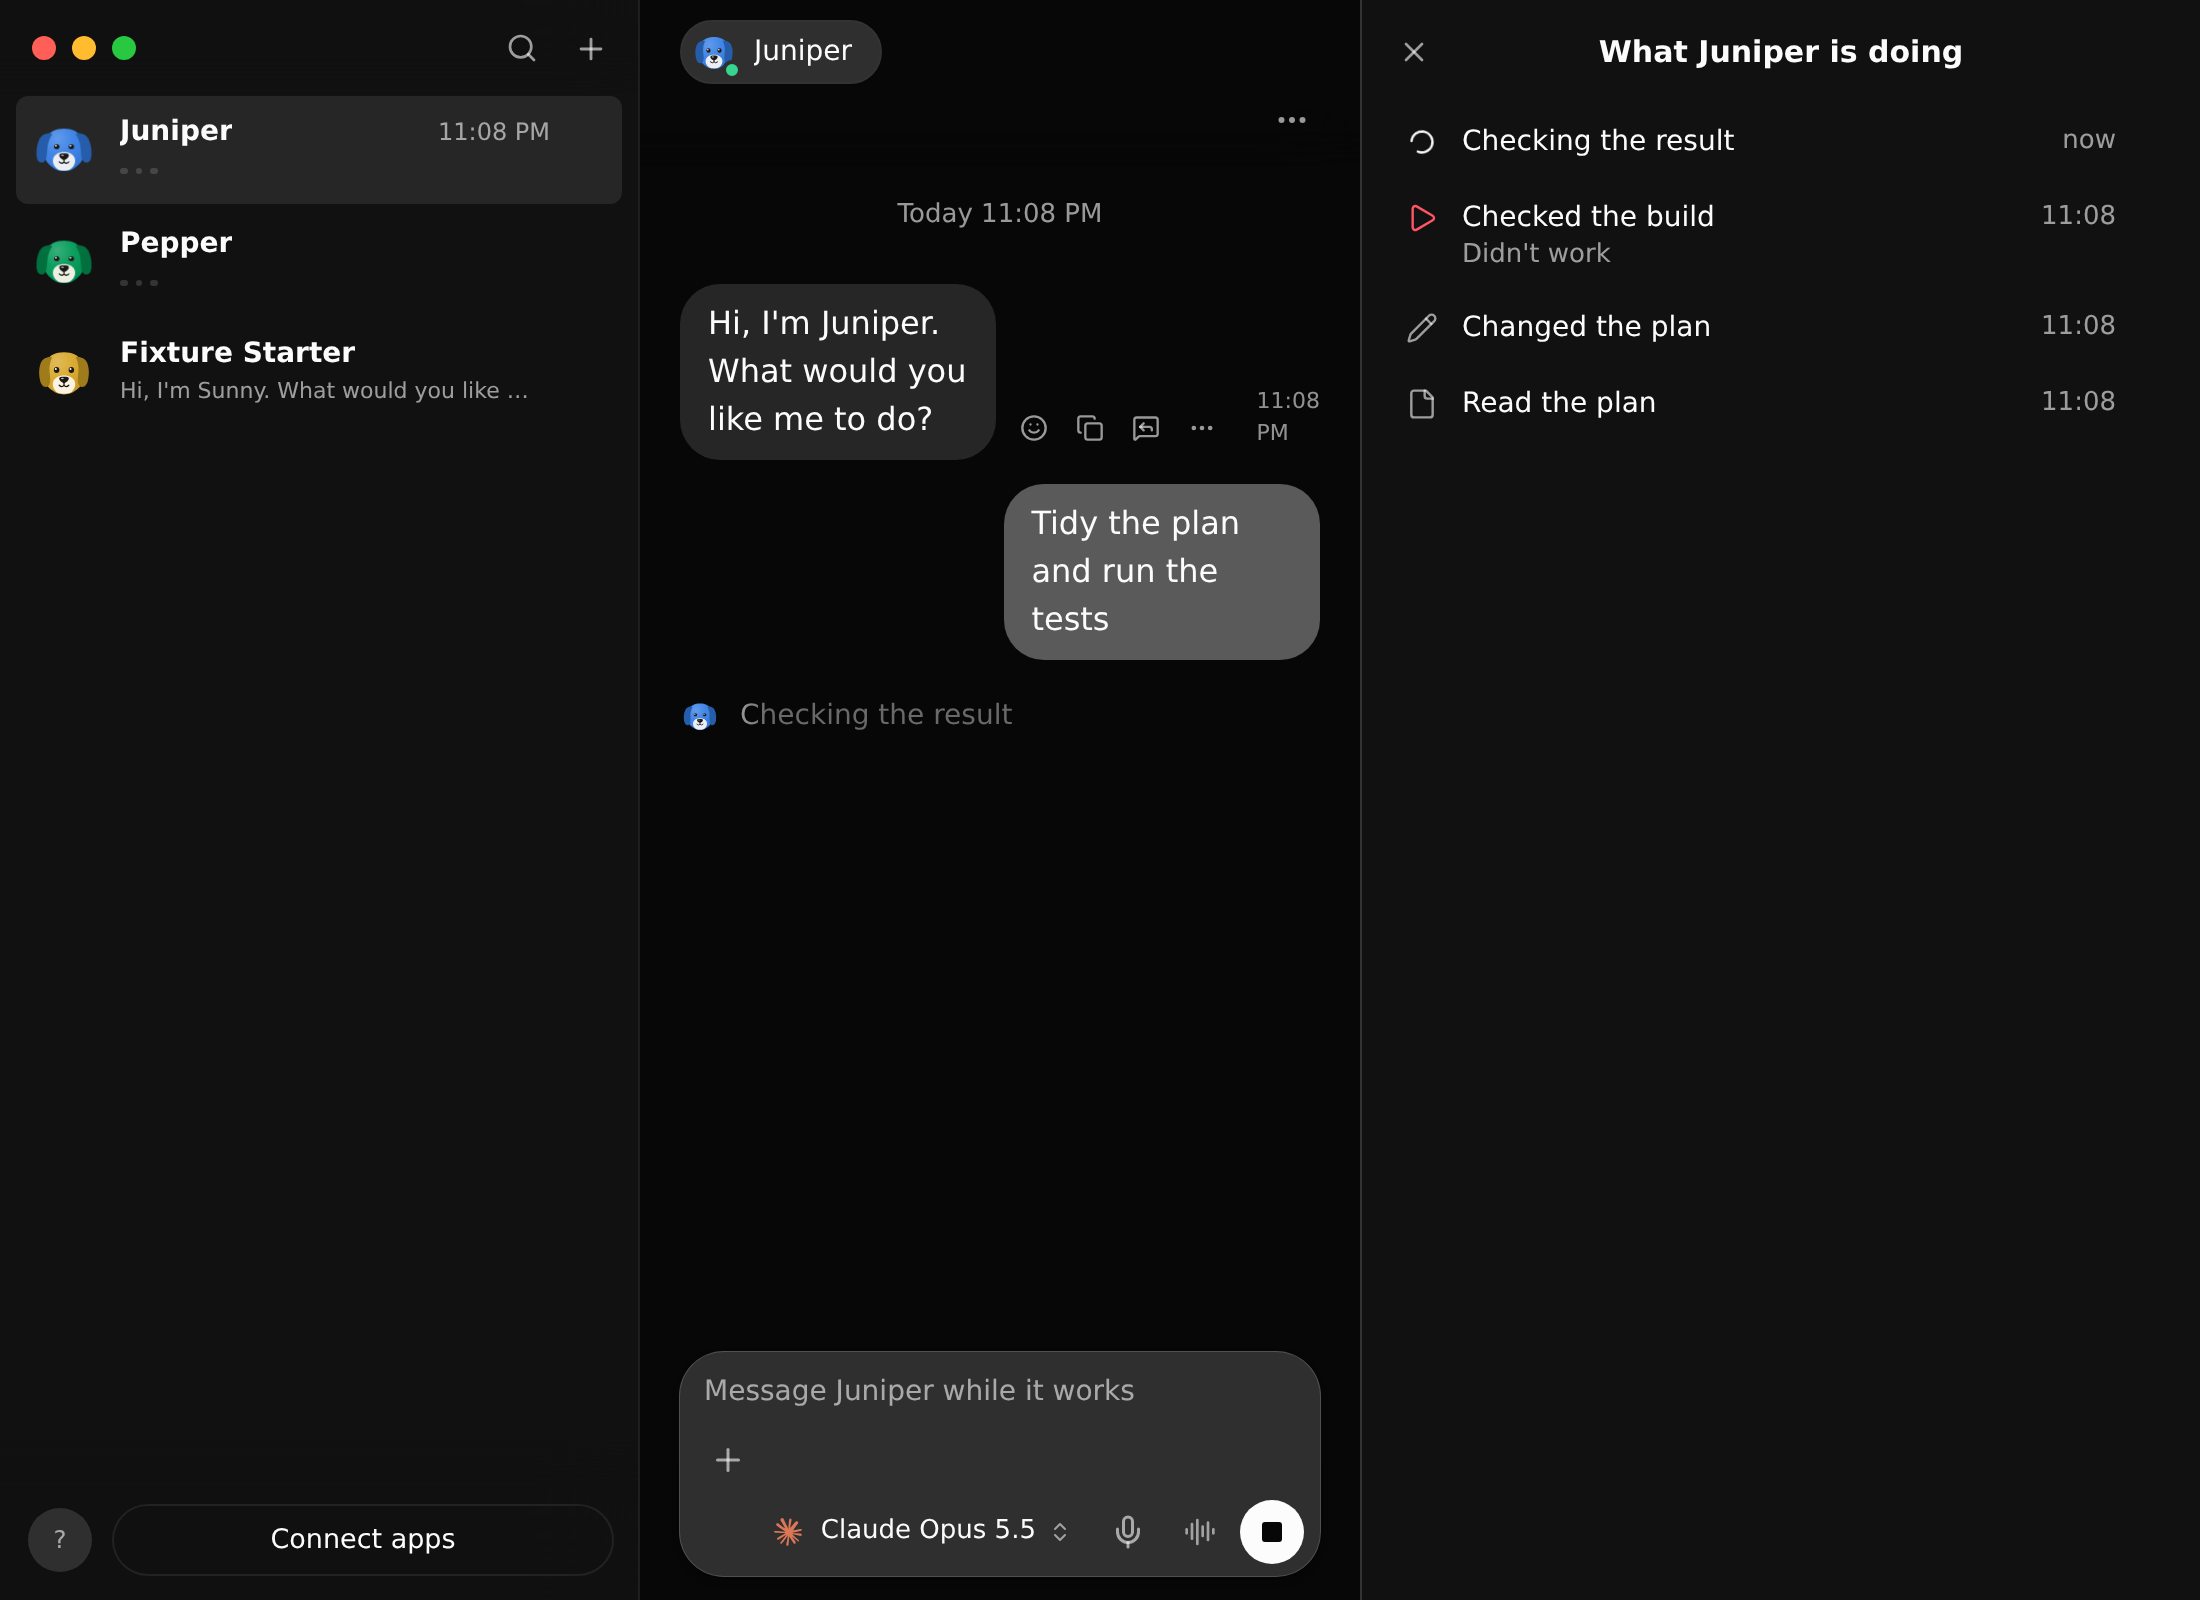 Juniper
11:08 PM
Pepper
Fixture Starter
Hi, I'm Sunny. What would you like ...
?
Connect apps
Juniper
Today 11:08 PM
Hi, I'm Juniper.
What would you
like me to do?
11:08
PM
Tidy the plan
and run the
tests
Checking the result
Message Juniper while it works
Claude Opus 5.5
What Juniper is doing
Checking the result
now
Checked the build
11:08
Didn't work
Changed the plan
11:08
Read the plan
11:08